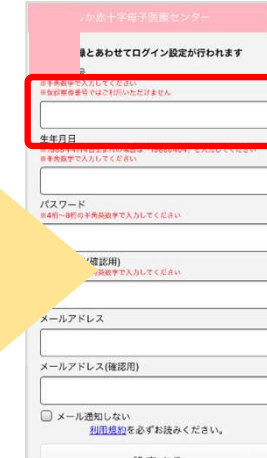 か赤十字母子医療センター
録とあわせてログイン設定が行われます
※半角数字で入力してください
※仮診察券番号ではご利用いただけません
生年月日
※半角数字で入力してください
パスワード
※4桁～8桁の半角英数字で入力してください
(確認用)
英数字で入力してください
メールアドレス
メールアドレス(確認用)
メール通知しない
利用規約を必ずお読みください。